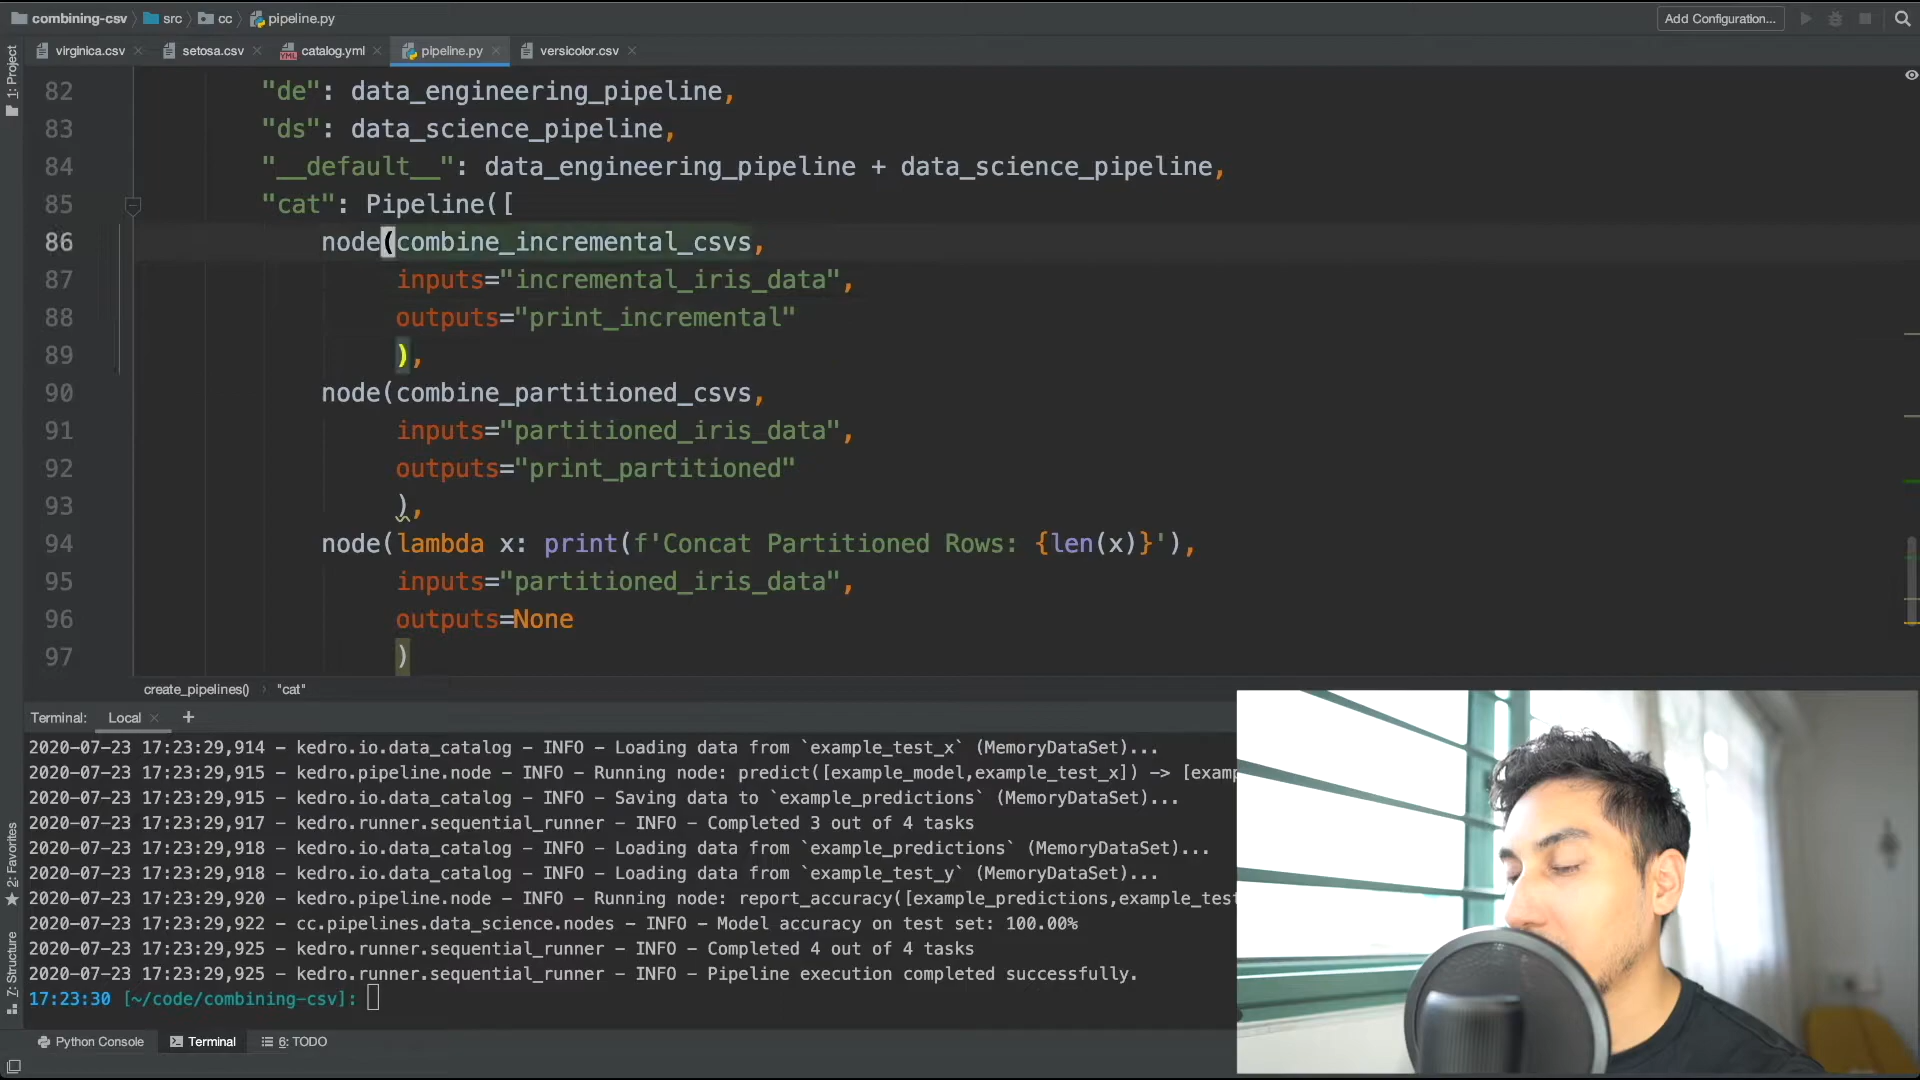 combining-csv src cc pipeline.py Add Configuration...
virginica.csv setosa.csv catalog.yml pipeline.py versicolor.csv
1: Project
82 "de": data_engineering_pipeline,
83 "ds": data_science_pipeline,
84 "__default__": data_engineering_pipeline + data_science_pipeline,
85 "cat": Pipeline([
86 node(combine_incremental_csvs,
87 inputs="incremental_iris_data",
88 outputs="print_incremental"
89 ),
90 node(combine_partitioned_csvs,
91 inputs="partitioned_iris_data",
92 outputs="print_partitioned"
93 ),
94 node(lambda x: print(f'Concat Partitioned Rows: {len(x)}'),
95 inputs="partitioned_iris_data",
96 outputs=None
97 )
create_pipelines() "cat"
Terminal: Local +
2020-07-23 17:23:29,914 - kedro.io.data_catalog - INFO - Loading data from `example_test_x` (MemoryDataSet)...
2020-07-23 17:23:29,915 - kedro.pipeline.node - INFO - Running node: predict([example_model,example_test_x]) -> [exam
2020-07-23 17:23:29,915 - kedro.io.data_catalog - INFO - Saving data to `example_predictions` (MemoryDataSet)...
2020-07-23 17:23:29,917 - kedro.runner.sequential_runner - INFO - Completed 3 out of 4 tasks
2020-07-23 17:23:29,918 - kedro.io.data_catalog - INFO - Loading data from `example_predictions` (MemoryDataSet)...
2020-07-23 17:23:29,918 - kedro.io.data_catalog - INFO - Loading data from `example_test_y` (MemoryDataSet)...
2020-07-23 17:23:29,920 - kedro.pipeline.node - INFO - Running node: report_accuracy([example_predictions,example_test
2020-07-23 17:23:29,922 - cc.pipelines.data_science.nodes - INFO - Model accuracy on test set: 100.00%
2020-07-23 17:23:29,925 - kedro.runner.sequential_runner - INFO - Completed 4 out of 4 tasks
2020-07-23 17:23:29,925 - kedro.runner.sequential_runner - INFO - Pipeline execution completed successfully.
17:23:30 [~/code/combining-csv]:
2: Favorites
7: Structure
Python Console Terminal 6: TODO